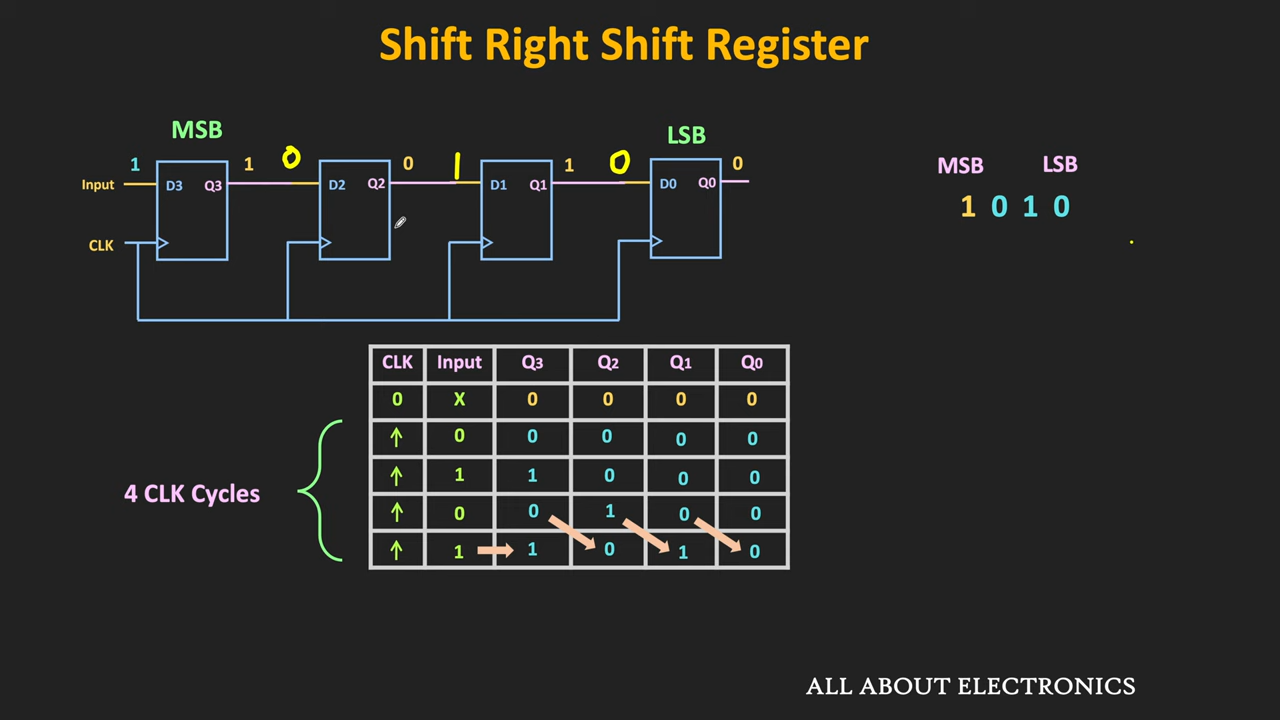 Shift Right Shift Register
MSB LSB
1 1 0 0 1 1 0 0
Input D3 Q3 D2 Q2 D1 Q1 D0 Q0
CLK
MSB LSB
1 0 1 0
CLK Input Q3 Q2 Q1 Q0
0 X 0 0 0 0
↑ 0 0 0 0 0
↑ 1 1 0 0 0
↑ 0 0 1 0 0
↑ 1 1 0 1 0
4 CLK Cycles
ALL ABOUT ELECTRONICS